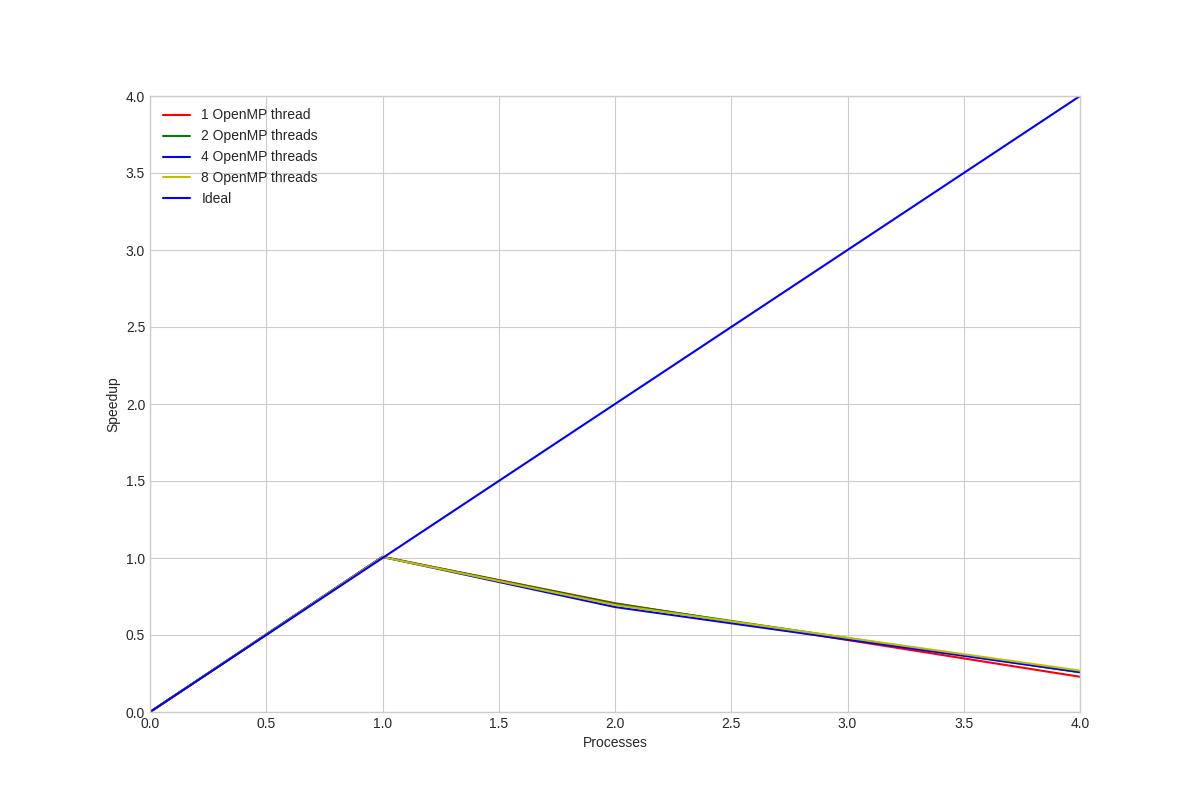 4.0
3.5
3.0
2.5
2.0
1.5
1.0
0.5
0.0
Speedup
1 OpenMP thread
2 OpenMP threads
4 OpenMP threads
8 OpenMP threads
Ideal
0.0 0.5 1.0 1.5 2.0 2.5 3.0 3.5 4.0
Processes